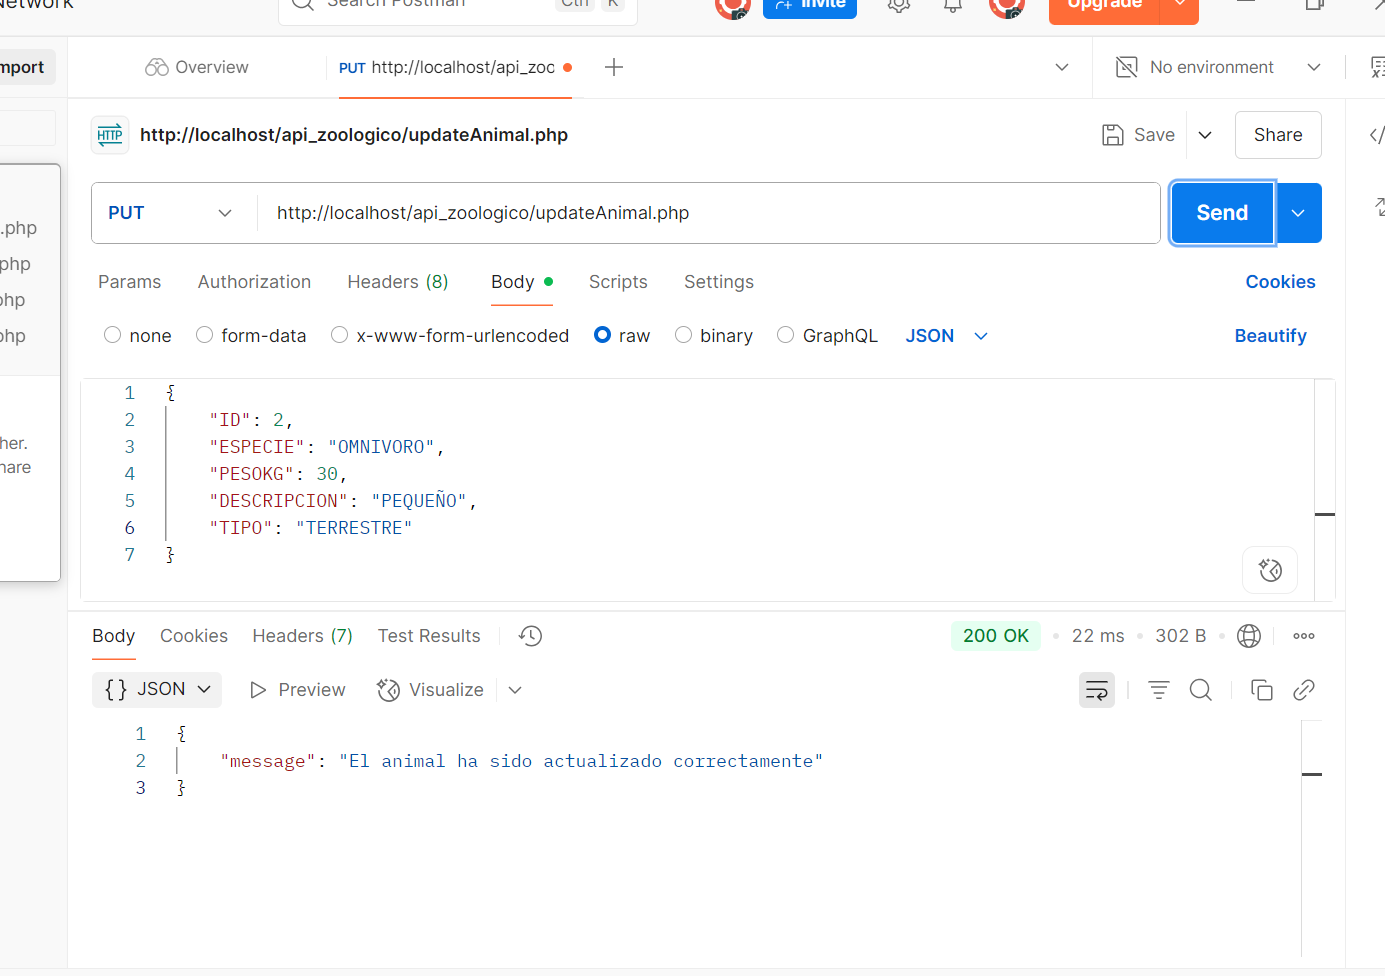 Network
Search Postman
Ctrl K
Invite
Upgrade
Import
Overview
PUT http://localhost/api_zoo
No environment
HTTP
http://localhost/api_zoologico/updateAnimal.php
Save
Share
PUT
http://localhost/api_zoologico/updateAnimal.php
Send
.php
php
php
php
Params
Authorization
Headers (8)
Body
Scripts
Settings
Cookies
none
form-data
x-www-form-urlencoded
raw
binary
GraphQL
JSON
Beautify
1 {
2 "ID": 2,
3 "ESPECIE": "OMNIVORO",
4 "PESOKG": 30,
5 "DESCRIPCION": "PEQUEÑO",
6 "TIPO": "TERRESTRE"
7 }
Body
Cookies
Headers (7)
Test Results
200 OK
22 ms
302 B
{} JSON
Preview
Visualize
1 {
2 "message": "El animal ha sido actualizado correctamente"
3 }